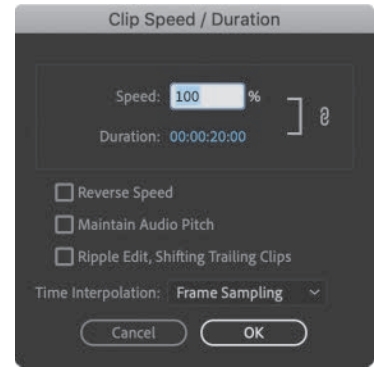 Clip Speed / Duration
Speed: 100 %
Duration: 00:00:20:00
Reverse Speed
Maintain Audio Pitch
Ripple Edit, Shifting Trailing Clips
Time Interpolation: Frame Sampling
Cancel OK